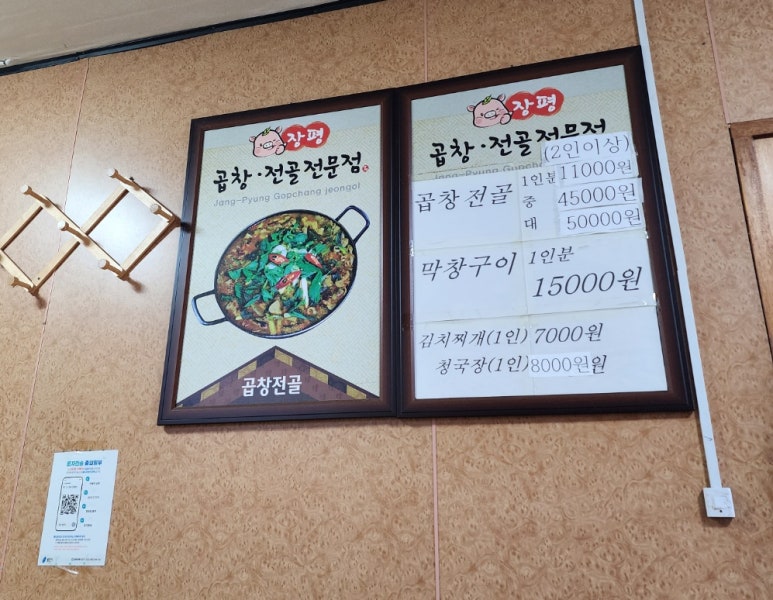 장평
곱창·전골전문점
Jang-Pyung Gopchang jeongol
곱창전골
장평
곱창·전골전문점
(2인이상)
곱창전골 1인분 11000원
중 45000원
대 50000원
막창구이 1인분
15000원
김치찌개(1인) 7000원
청국장(1인) 8000원원